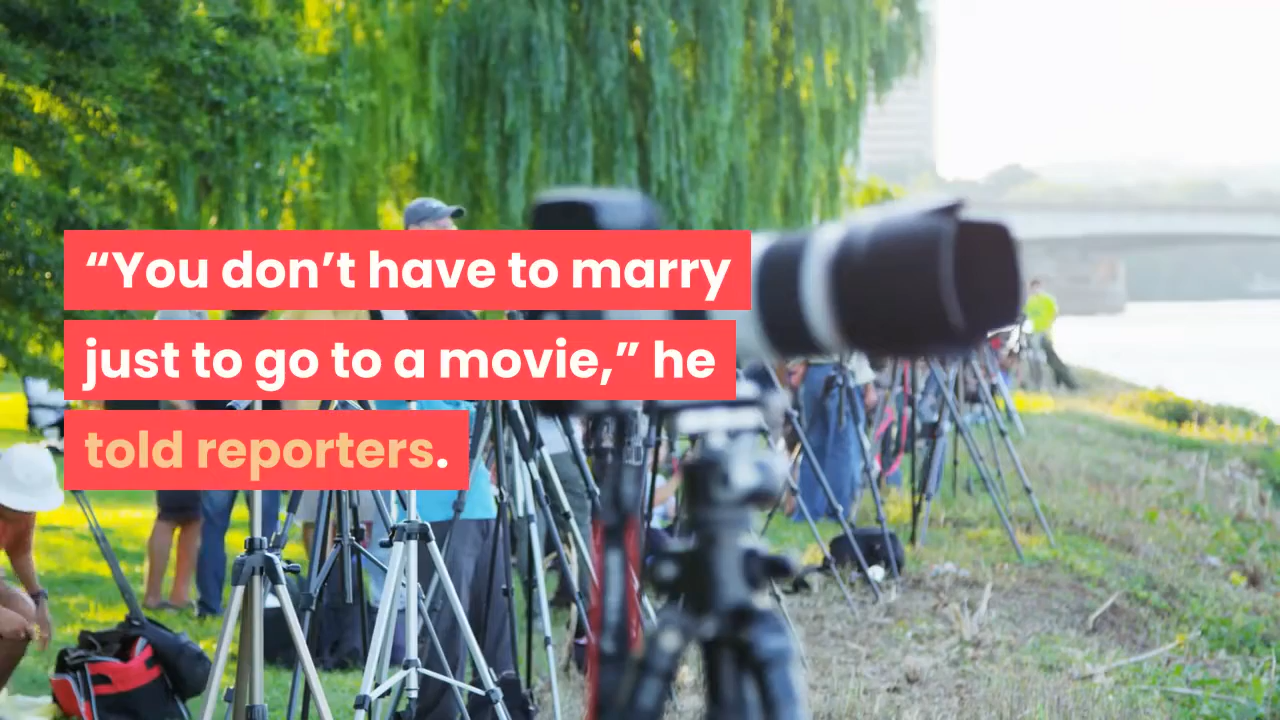 “You don’t have to marry
just to go to a movie,” he
told reporters.